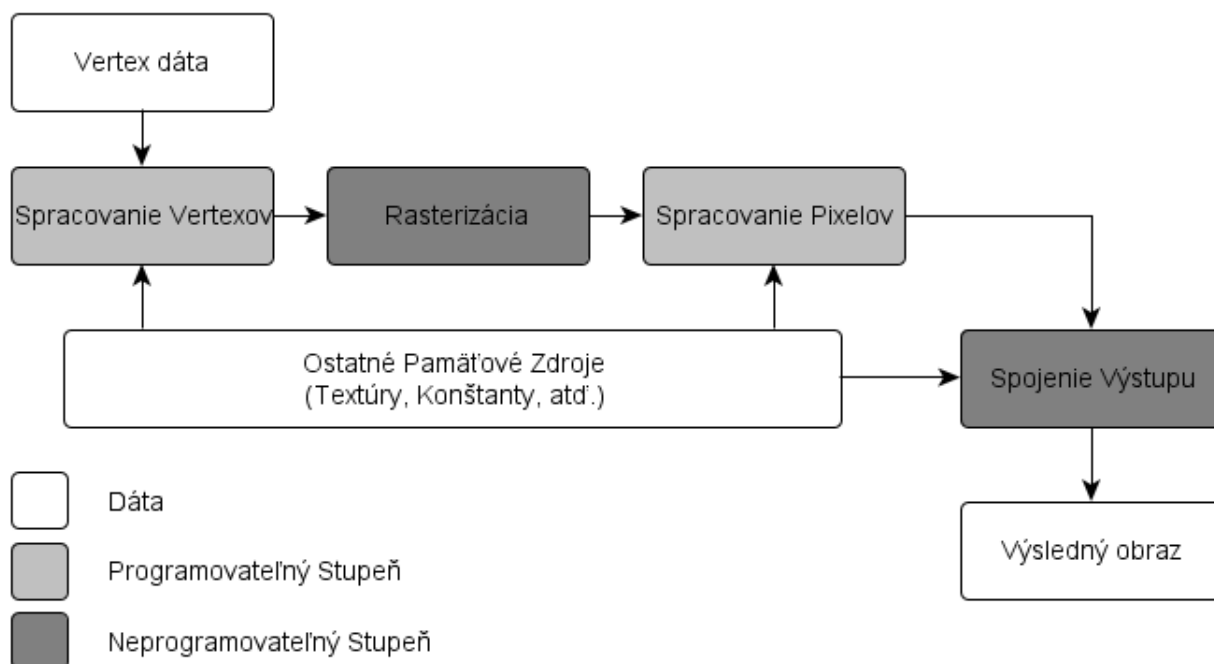 Vertex dáta
Spracovanie Vertexov
Rasterizácia
Spracovanie Pixelov
Ostatné Pamäťové Zdroje
(Textúry, Konštanty, atď.)
Spojenie Výstupu
Výsledný obraz
Dáta
Programovateľný Stupeň
Neprogramovateľný Stupeň